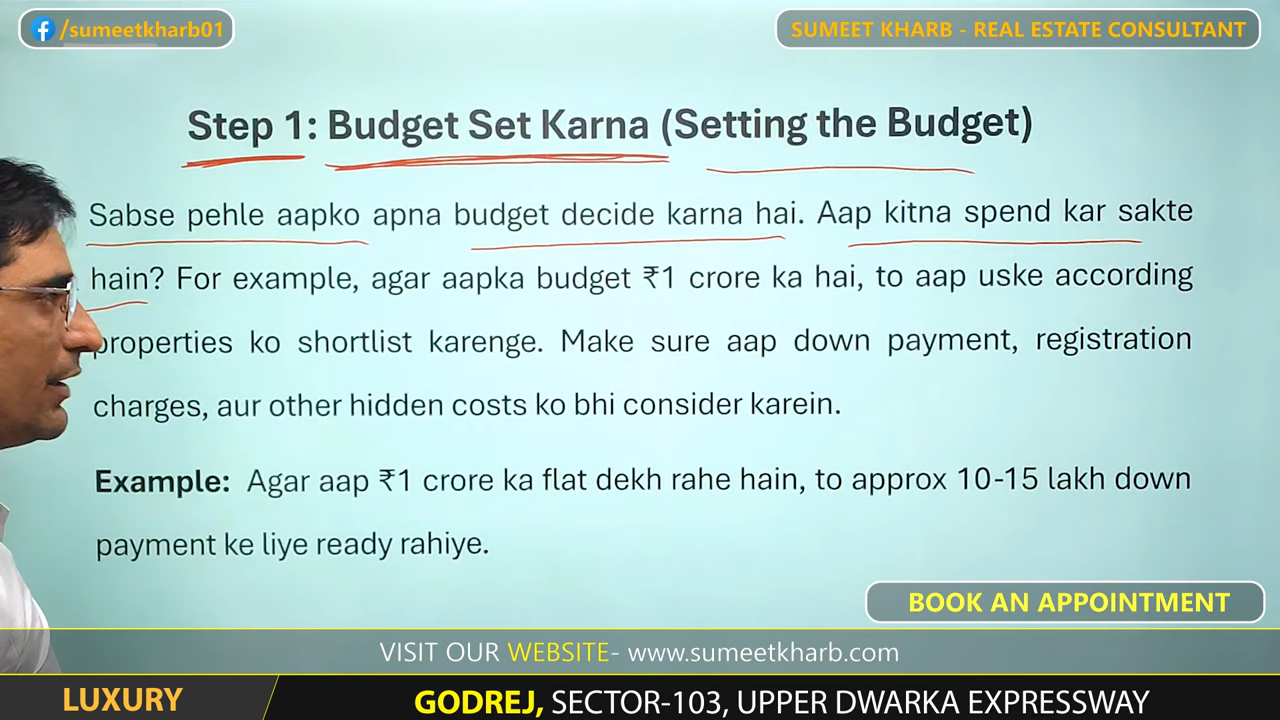 /sumeetkharb01
SUMEET KHARB - REAL ESTATE CONSULTANT
Step 1: Budget Set Karna (Setting the Budget)
Sabse pehle aapko apna budget decide karna hai. Aap kitna spend kar sakte
hain? For example, agar aapka budget ₹1 crore ka hai, to aap uske according
properties ko shortlist karenge. Make sure aap down payment, registration
charges, aur other hidden costs ko bhi consider karein.
Example: Agar aap ₹1 crore ka flat dekh rahe hain, to approx 10-15 lakh down
payment ke liye ready rahiye.
BOOK AN APPOINTMENT
VISIT OUR WEBSITE- www.sumeetkharb.com
LUXURY
GODREJ, SECTOR-103, UPPER DWARKA EXPRESSWAY